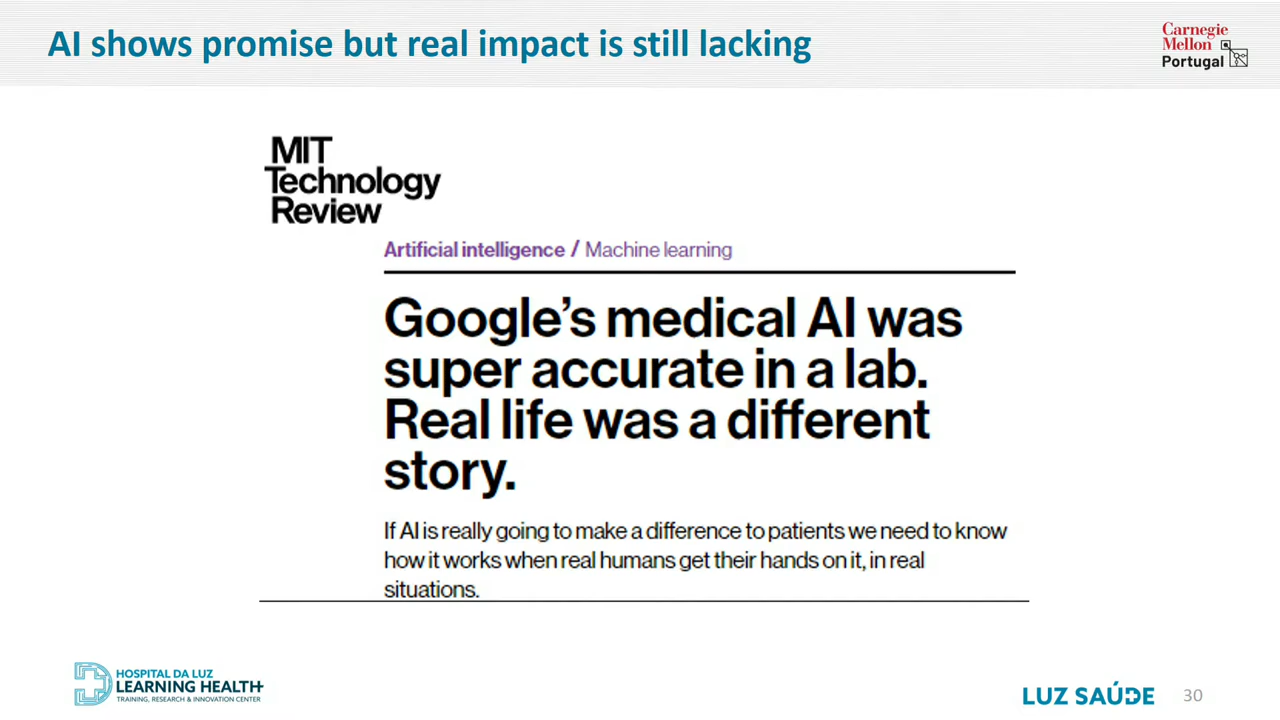 AI shows promise but real impact is still lacking
Carnegie
Mellon
Portugal
MIT
Technology
Review
Artificial intelligence / Machine learning
Google's medical AI was
super accurate in a lab.
Real life was a different
story.
If AI is really going to make a difference to patients we need to know
how it works when real humans get their hands on it, in real
situations.
HOSPITAL DA LUZ
LEARNING HEALTH+
TRAINING, RESEARCH & INNOVATION CENTER
LUZ SAÚDE
30